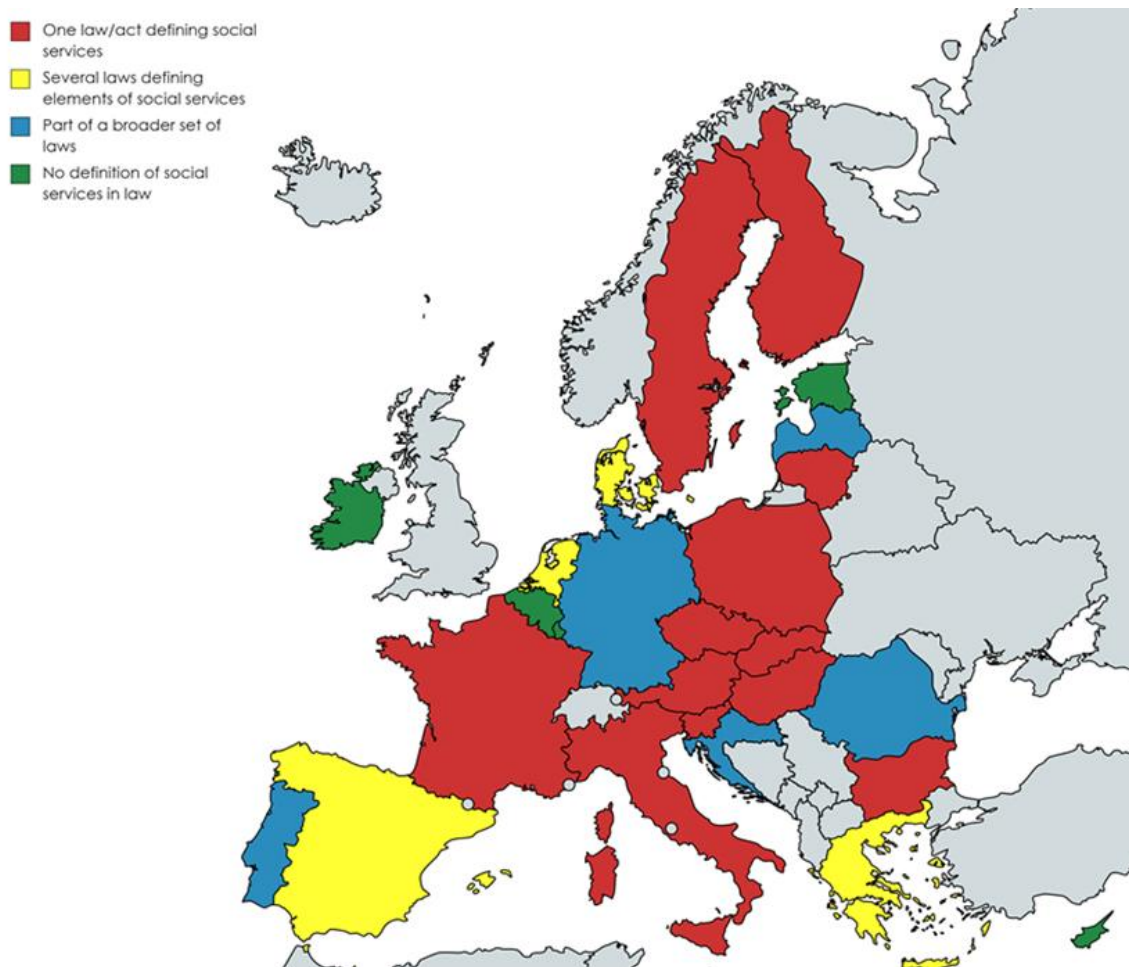 One law/act defining social
services
Several laws defining
elements of social services
Part of a broader set of
laws
No definition of social
services in law